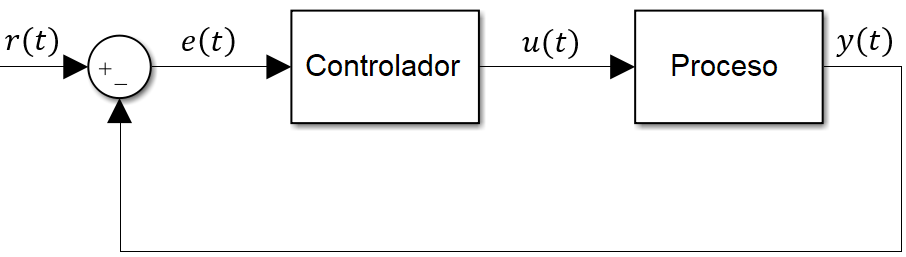 r(t)
+
−
e(t)
Controlador
u(t)
Proceso
y(t)